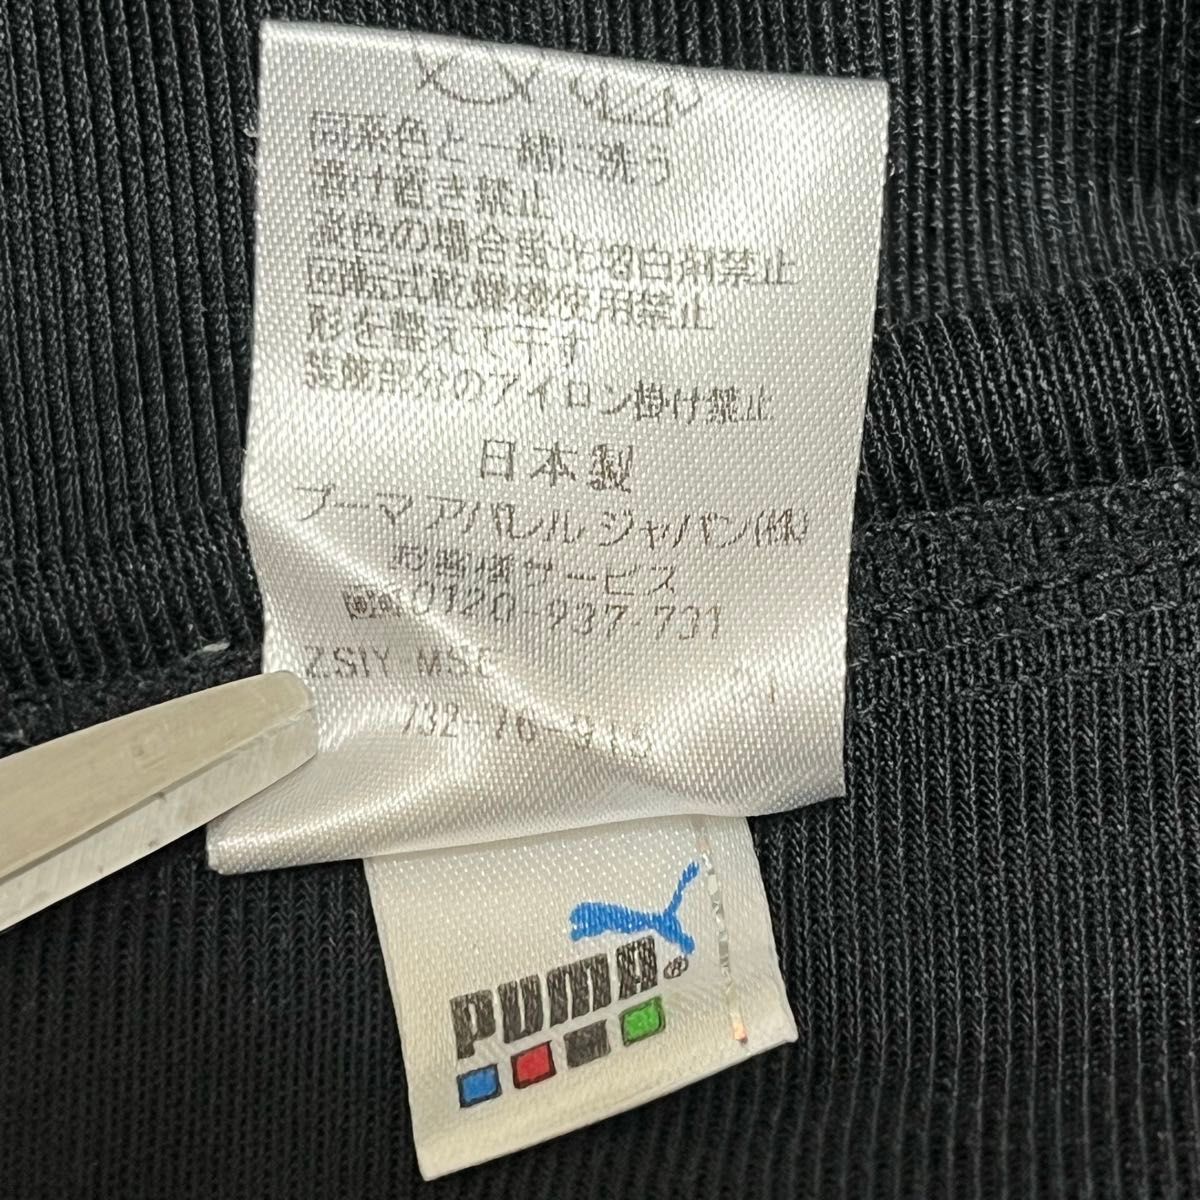 同系色と一緒に洗う
漬け置き禁止
淡色の場合蛍光増白剤禁止
回転式乾燥機使用禁止
形を整えて干す
装飾部分のアイロン掛け禁止
日本製
プーマ アパレル ジャパン(株)
お客様サービス
0120-937-731
ZSIY MSC
732-76-
PUMA®